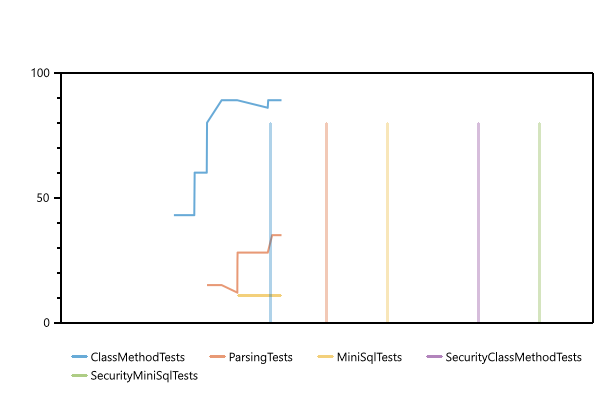 100
50
0
ClassMethodTests ParsingTests MiniSqlTests SecurityClassMethodTests
SecurityMiniSqlTests